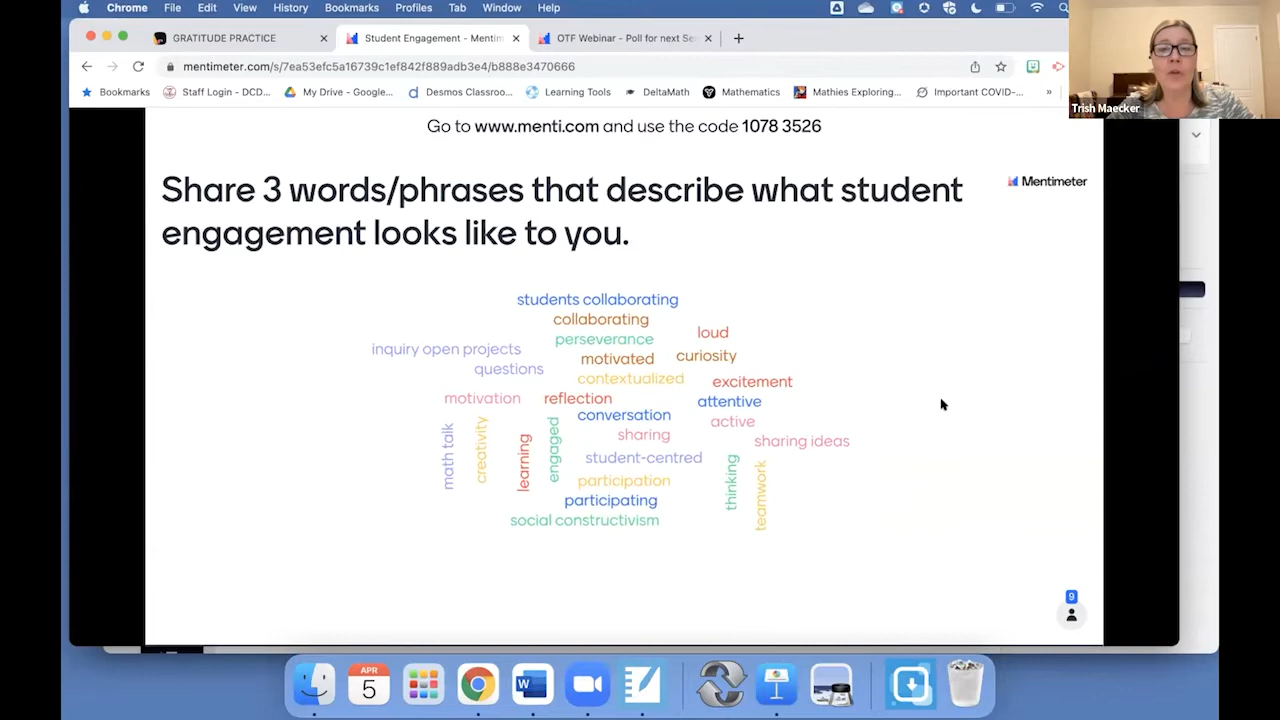 Chrome File Edit View History Bookmarks Profiles Tab Window Help
GRATITUDE PRACTICE
Student Engagement - Mentim
OTF Webinar - Poll for next Se
mentimeter.com/s/7ea53efc5a16739c1ef842f889adb3e4/b888e3470666
Bookmarks Staff Login - DCD... My Drive - Google... Desmos Classroo... Learning Tools DeltaMath Mathematics Mathies Exploring... Important COVID-... »
Trish Maecker
Go to www.menti.com and use the code 1078 3526
Share 3 words/phrases that describe what student
engagement looks like to you.
Mentimeter
students collaborating
collaborating
loud
perseverance
inquiry open projects
motivated
curiosity
questions
contextualized
excitement
motivation
reflection
attentive
conversation
active
sharing
sharing ideas
math talk
creativity
learning
engaged
student-centred
thinking
teamwork
participation
participating
social constructivism
9
APR
5
W